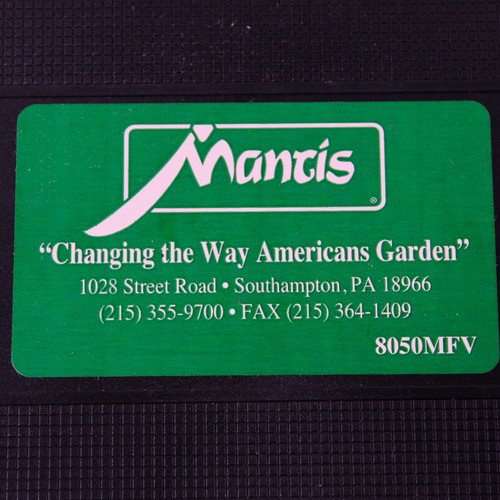 Mantis®
“Changing the Way Americans Garden”
1028 Street Road • Southampton, PA 18966
(215) 355-9700 • FAX (215) 364-1409
8050MFV